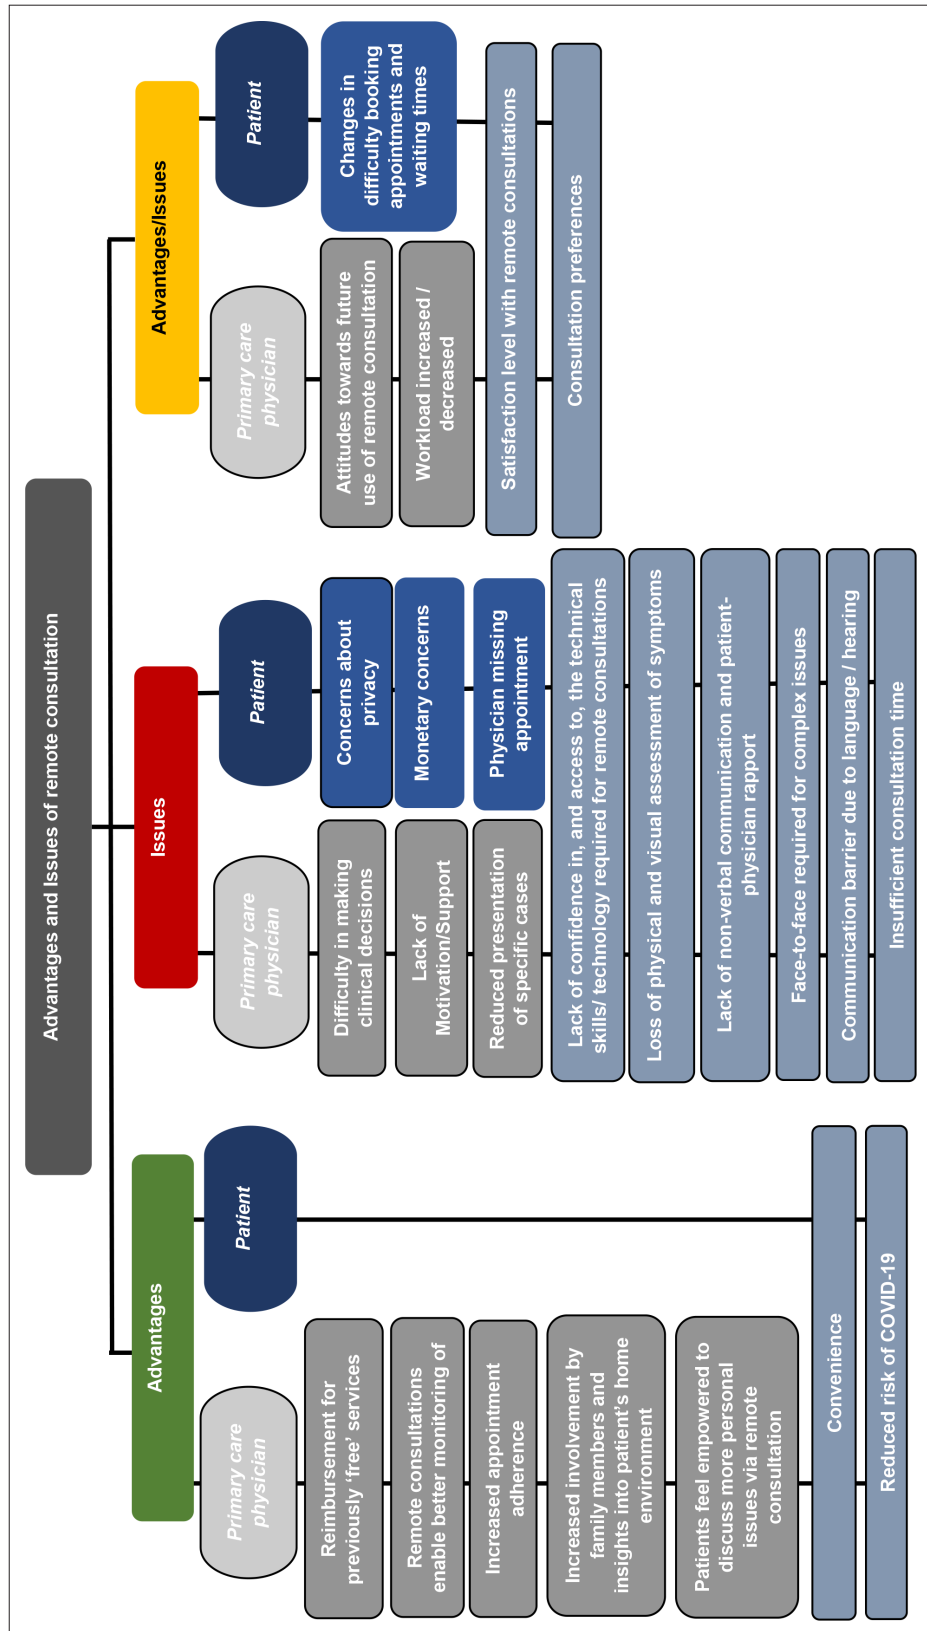 Advantages and Issues of remote consultation
Advantages
Primary care
physician
Patient
Reimbursement for
previously ‘free’ services
Remote consultations
enable better monitoring of
Increased appointment
adherence
Increased involvement by
family members and
insights into patient’s home
environment
Patients feel empowered to
discuss more personal
issues via remote
consultation
Convenience
Reduced risk of COVID-19
Issues
Primary care
physician
Patient
Difficulty in making
clinical decisions
Concerns about
privacy
Lack of
Motivation/Support
Monetary concerns
Reduced presentation
of specific cases
Physician missing
appointment
Lack of confidence in, and access to, the technical
skills/ technology required for remote consultations
Loss of physical and visual assessment of symptoms
Lack of non-verbal communication and patient-
physician rapport
Face-to-face required for complex issues
Communication barrier due to language / hearing
Insufficient consultation time
Advantages/Issues
Primary care
physician
Patient
Attitudes towards future
use of remote consultation
Workload increased /
decreased
Changes in
difficulty booking
appointments and
waiting times
Satisfaction level with remote consultations
Consultation preferences